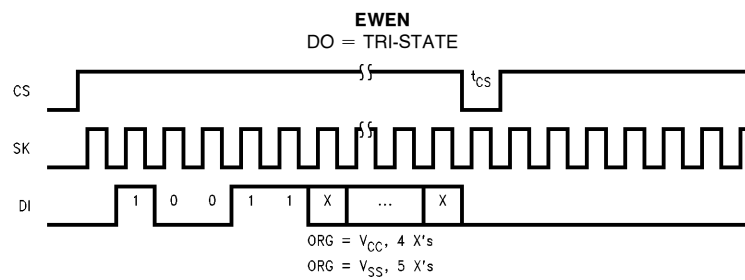 EWEN
DO = TRI-STATE
CS
tCS
SK
DI
1 0 0 1 1 X ... X
ORG = VCC, 4 X's
ORG = VSS, 5 X's